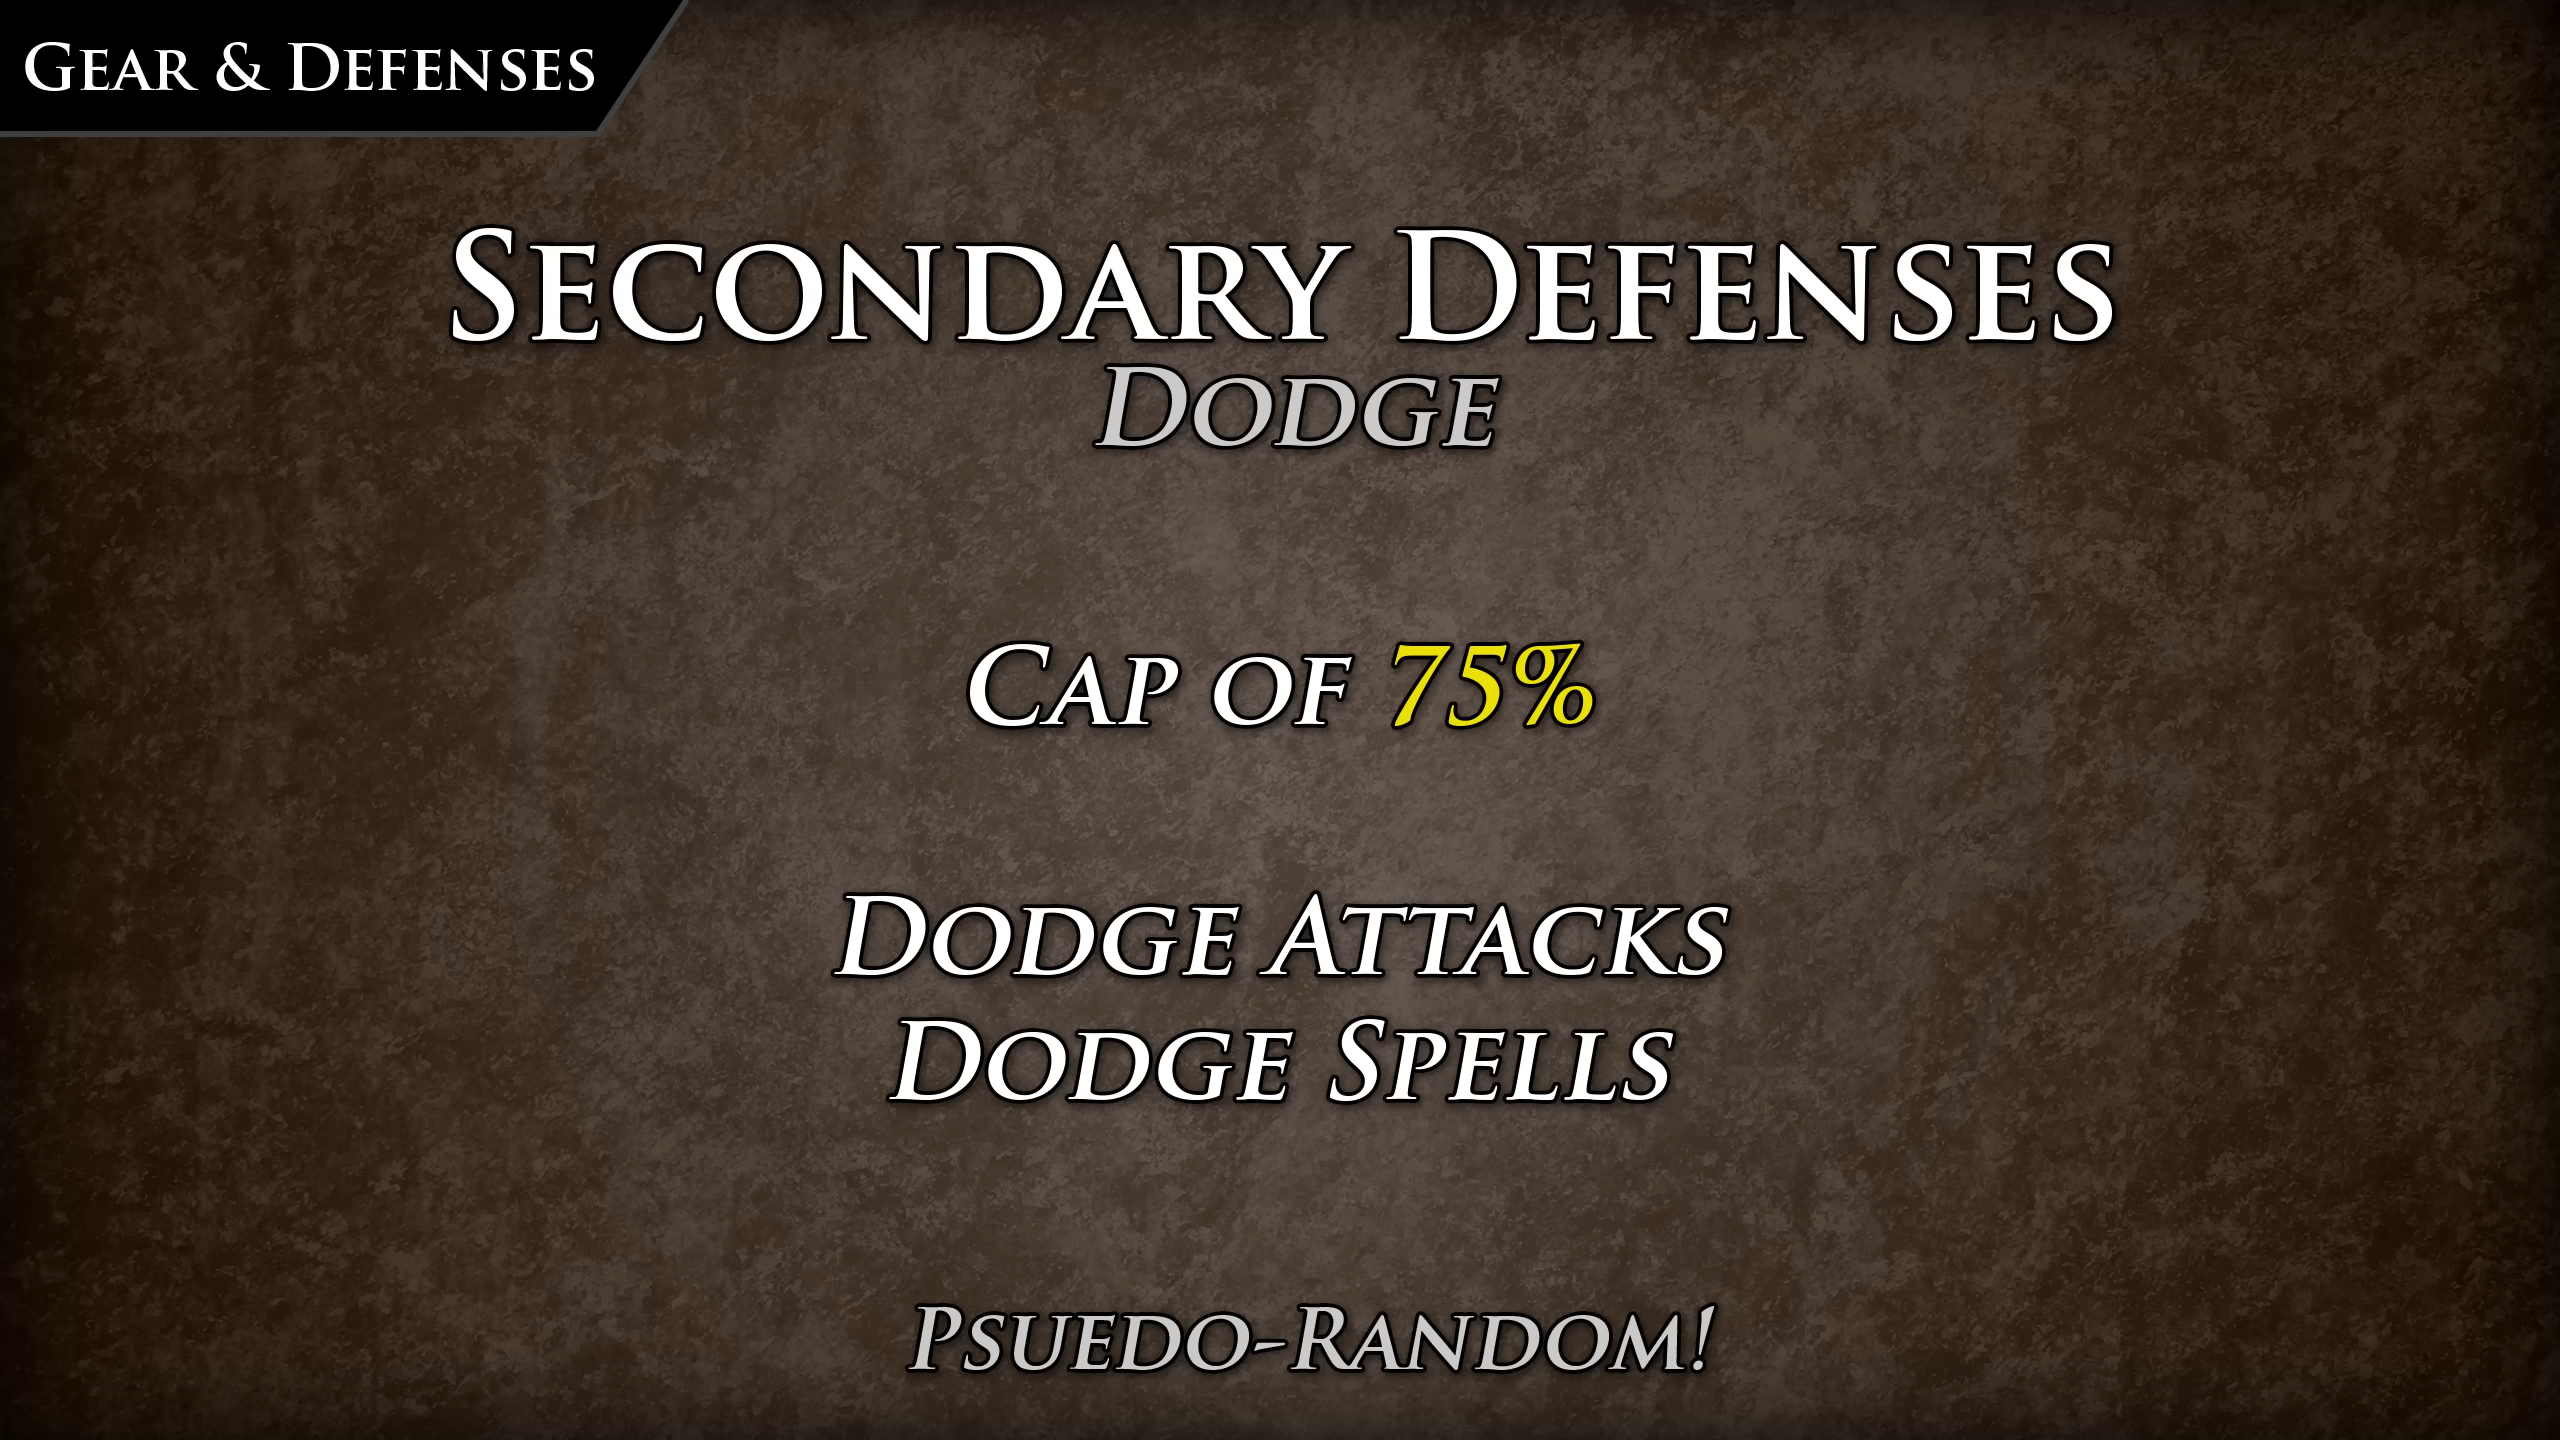 Gear & Defenses
Secondary Defenses
Dodge
Cap of 75%
Dodge Attacks
Dodge Spells
Psuedo-Random!